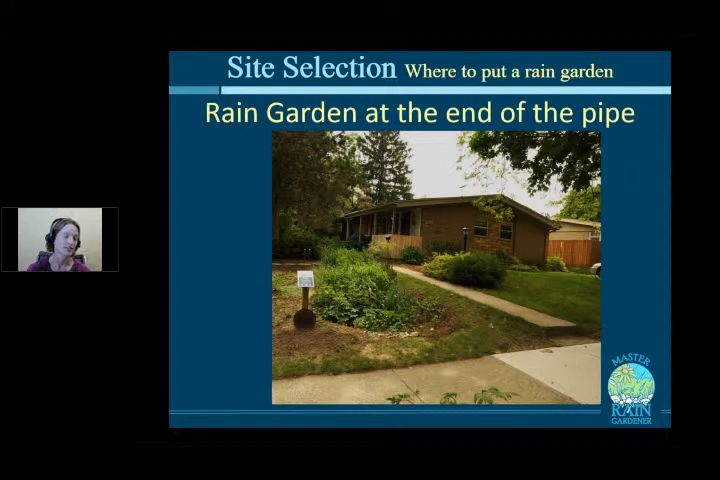 Site Selection Where to put a rain garden
Rain Garden at the end of the pipe
MASTER
RAIN
GARDENER